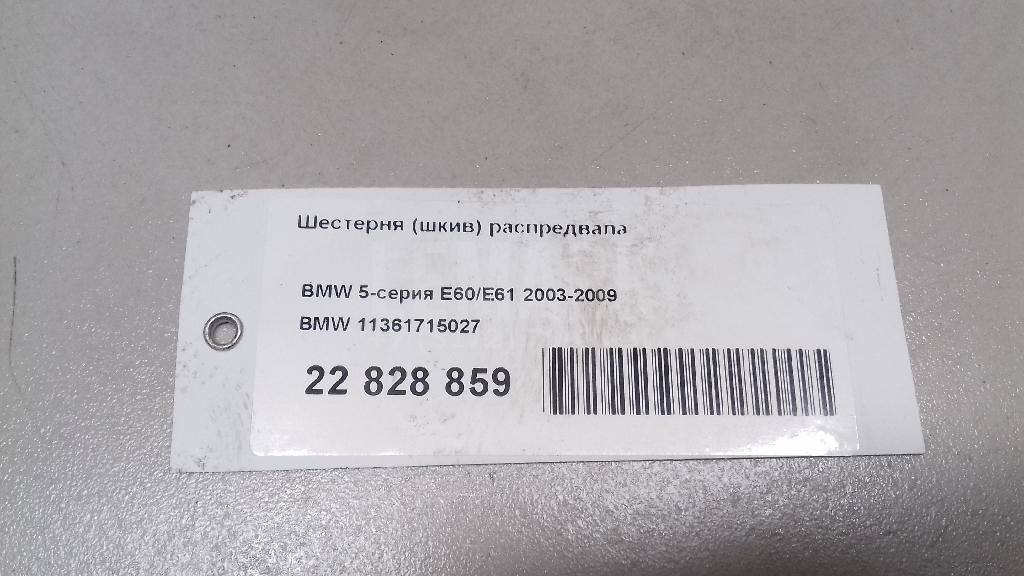 Шестерня (шкив) распредвала
BMW 5-серия E60/E61 2003-2009
BMW 11361715027
22 828 859